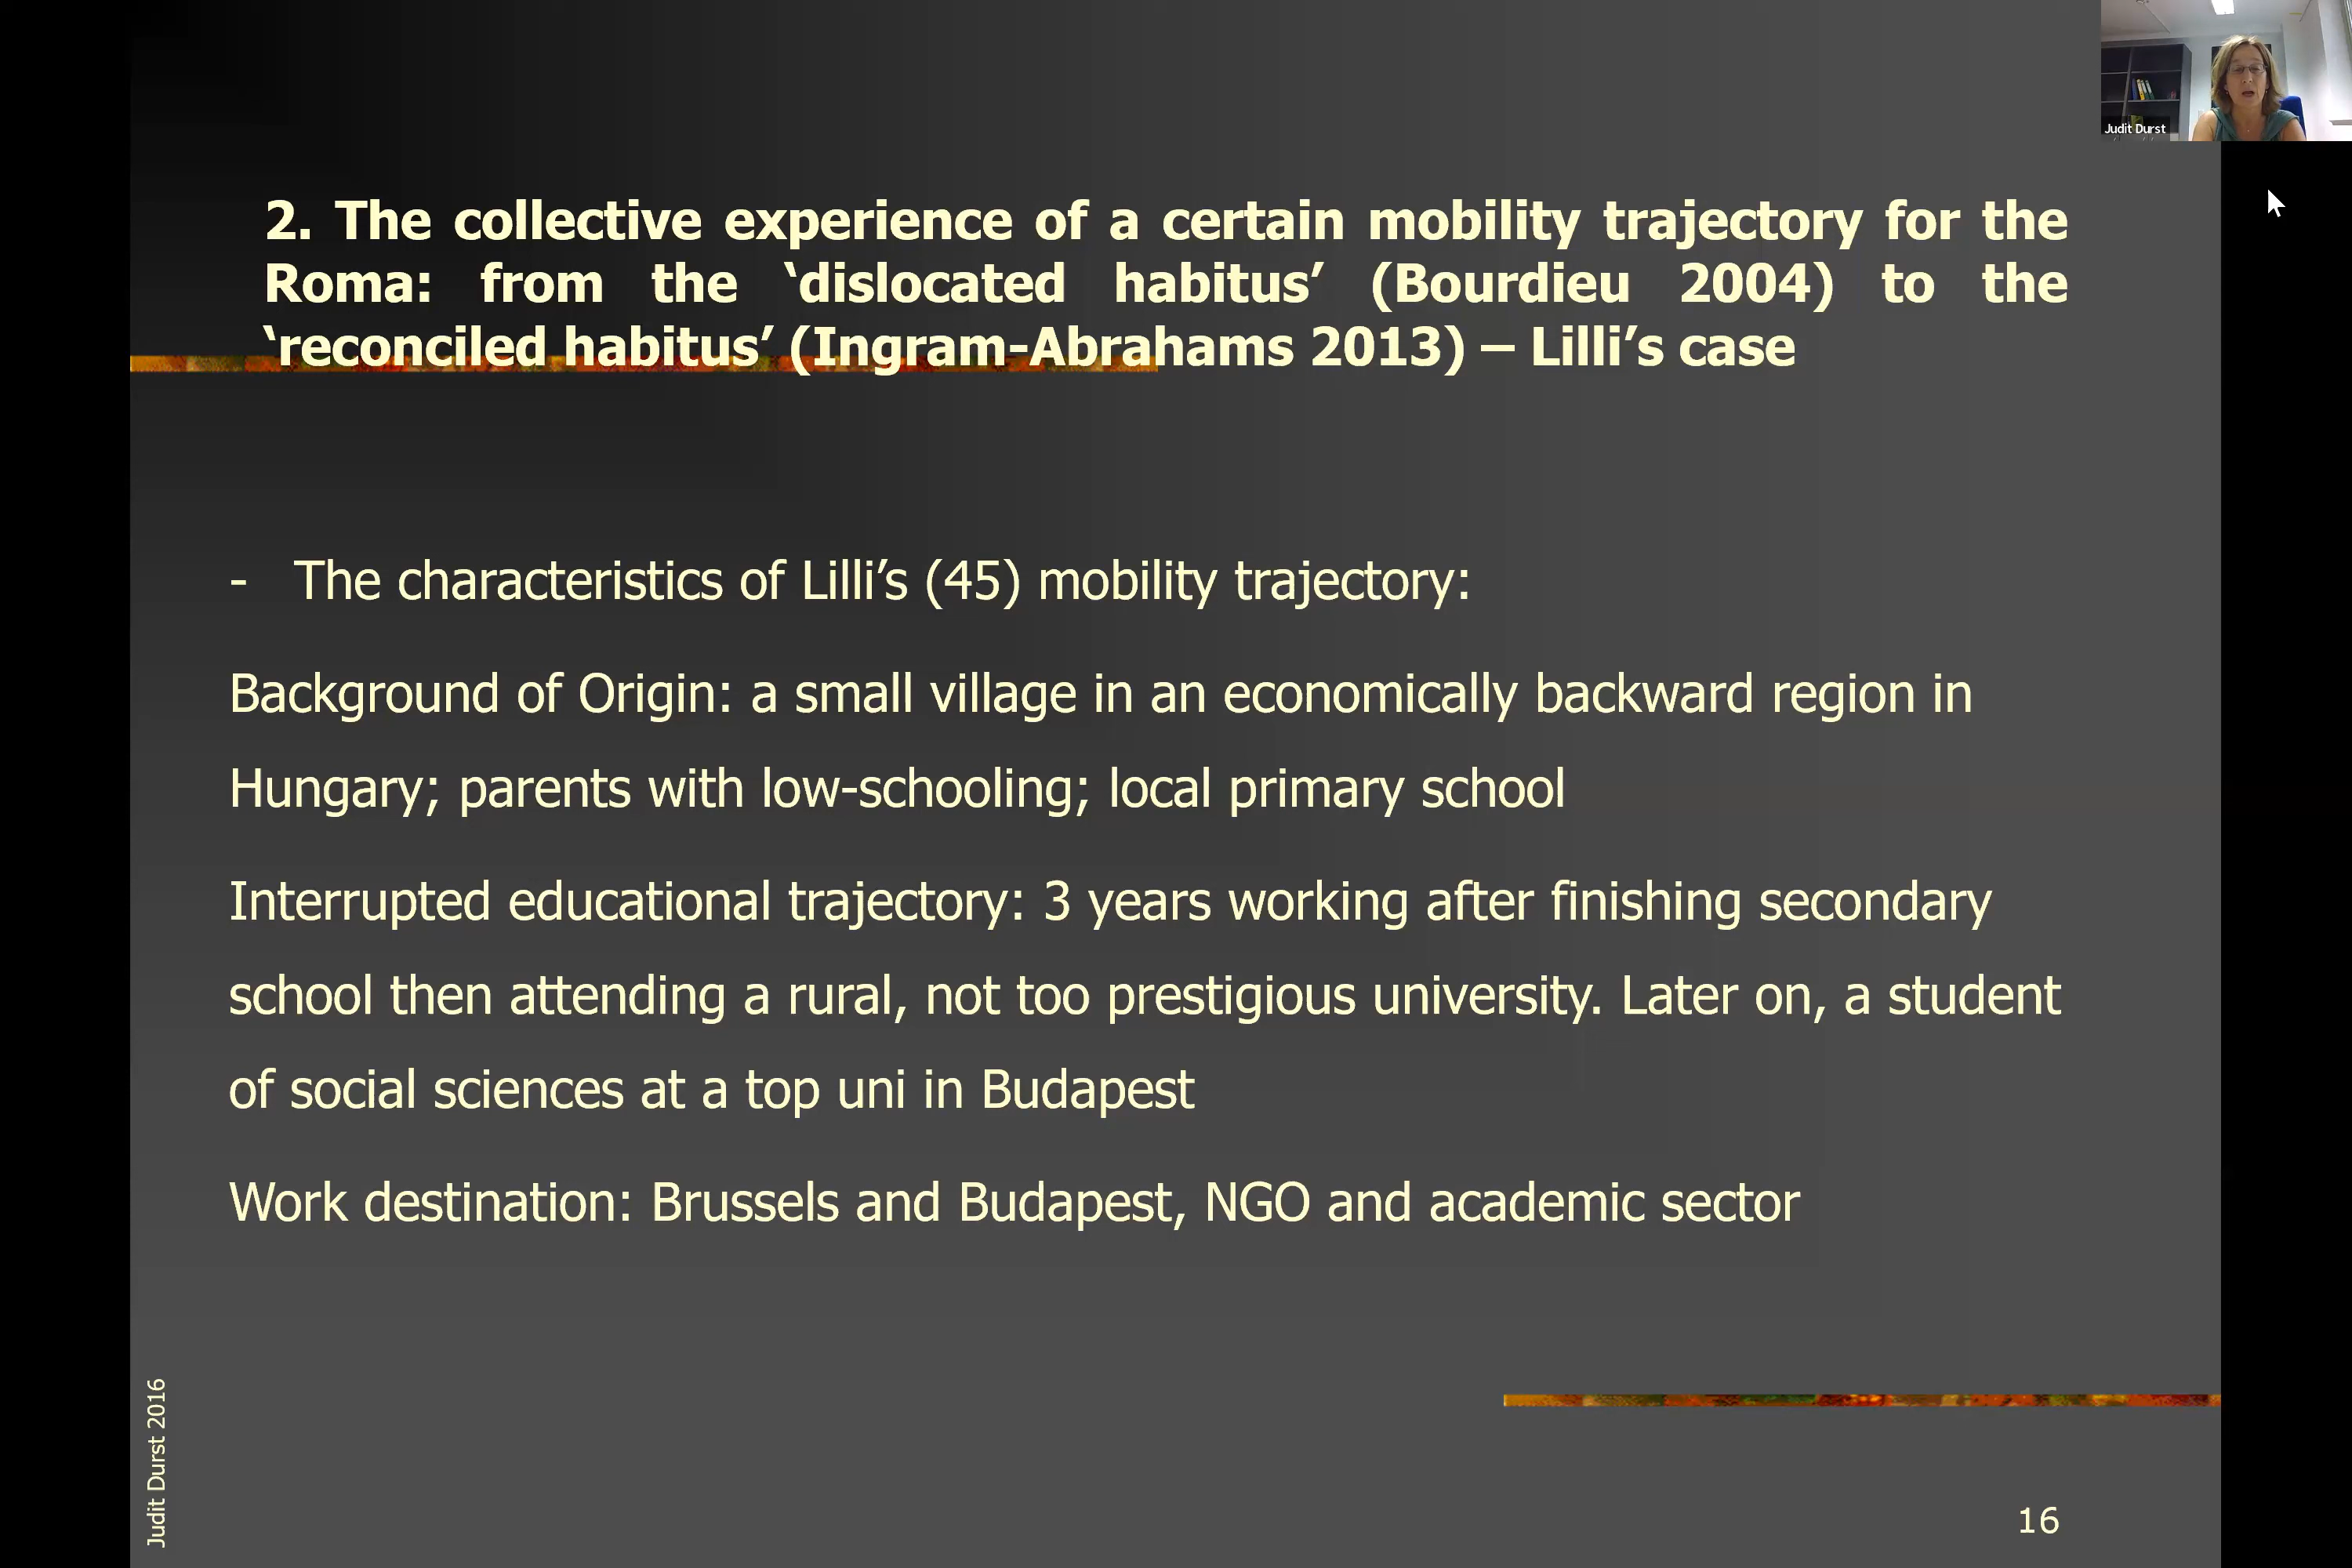 Judit Durst
2. The collective experience of a certain mobility trajectory for the
Roma: from the ‘dislocated habitus’ (Bourdieu 2004) to the
‘reconciled habitus’ (Ingram-Abrahams 2013) – Lilli’s case
- The characteristics of Lilli’s (45) mobility trajectory:
Background of Origin: a small village in an economically backward region in
Hungary; parents with low-schooling; local primary school
Interrupted educational trajectory: 3 years working after finishing secondary
school then attending a rural, not too prestigious university. Later on, a student
of social sciences at a top uni in Budapest
Work destination: Brussels and Budapest, NGO and academic sector
Judit Durst 2016
16